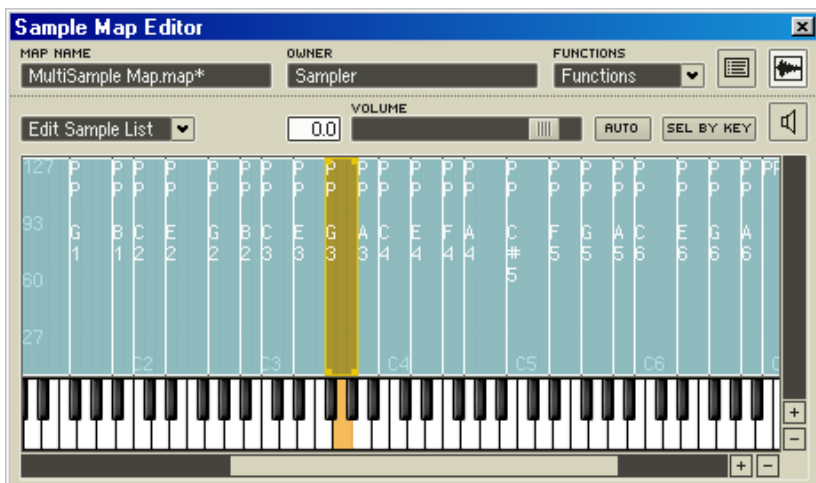 Sample Map Editor
MAP NAME OWNER FUNCTIONS
MultiSample Map.map* Sampler Functions
VOLUME
Edit Sample List 0.0 AUTO SEL BY KEY
127 P P P P P P P P P P P P P P P P P P P P P P PP
P P P P P P P P P P P P P P P P P P P P P P
93 G B C E G B C E G A C E F A C F G A C E G A
1 1 2 2 2 2 3 3 3 3 4 4 4 4 # 5 5 5 6 6 6 6
60 5
27
C2 C3 C4 C5 C6 C